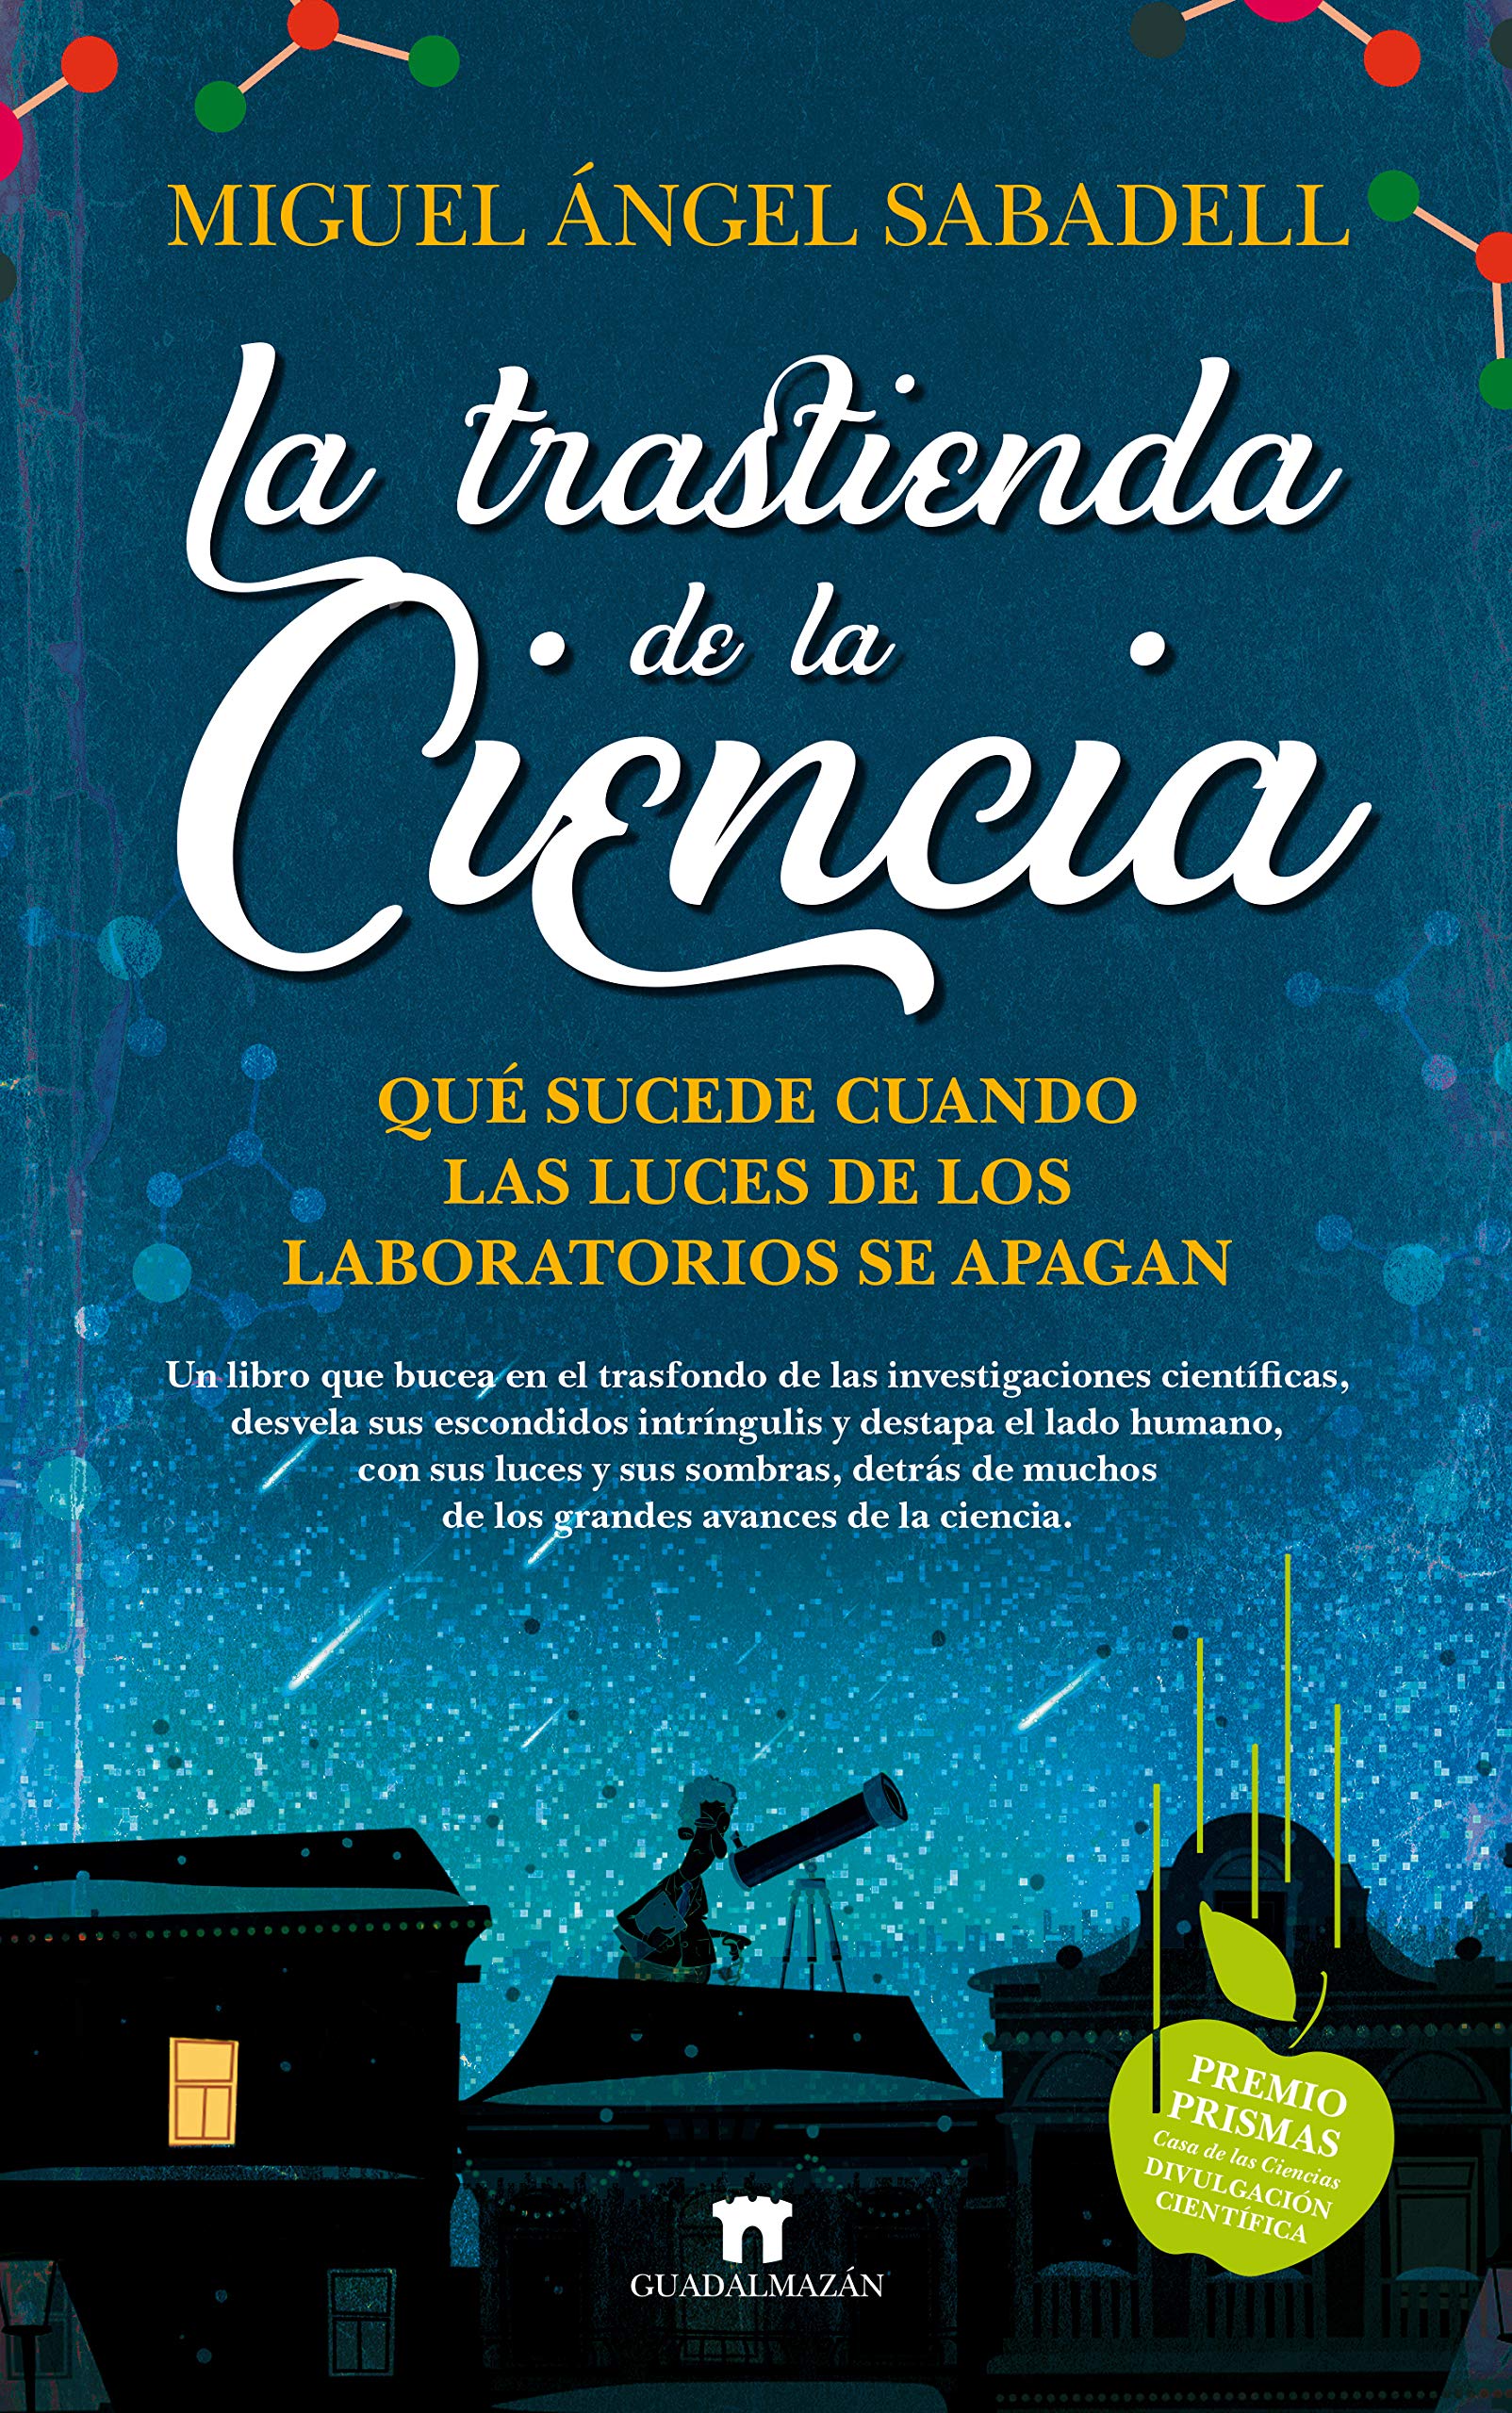 MIGUEL ÁNGEL SABADELL
La trastienda
de la
Ciencia
QUÉ SUCEDE CUANDO
LAS LUCES DE LOS
LABORATORIOS SE APAGAN
Un libro que bucea en el trasfondo de las investigaciones científicas,
desvela sus escondidos intríngulis y destapa el lado humano,
con sus luces y sus sombras, detrás de muchos
de los grandes avances de la ciencia.
PREMIO
PRISMAS
Casa de las Ciencias
DIVULGACIÓN
CIENTÍFICA
GUADALMAZÁN